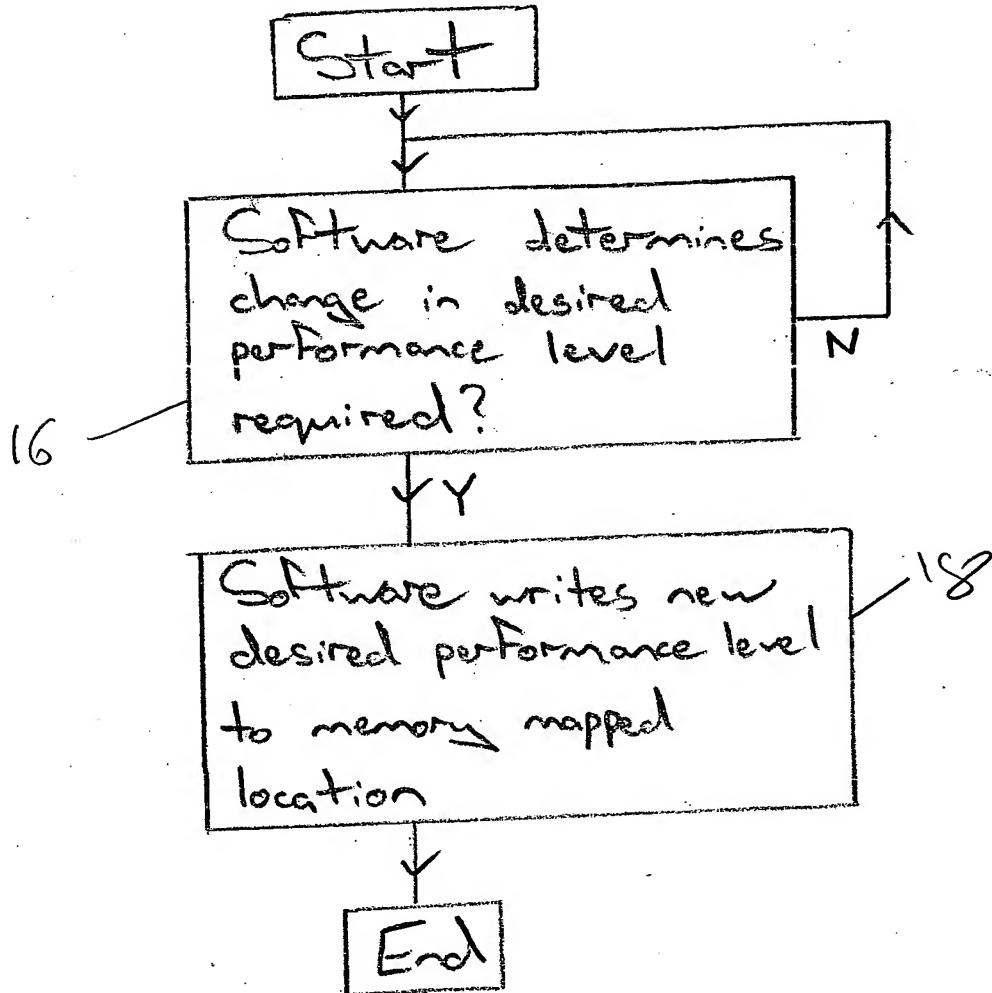 Start
Software determines
change in desired
performance level
required?
N
16
Y
Software writes new
desired performance level
to memory mapped
location
18
End